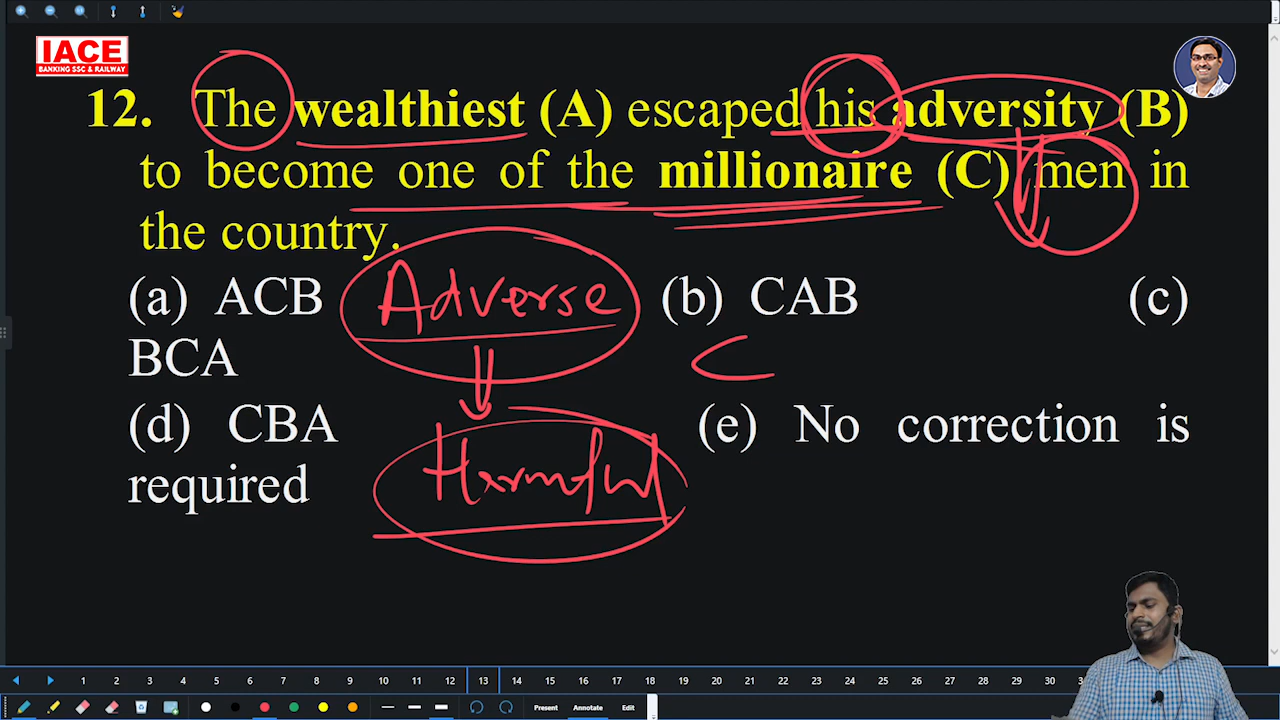 IACE
BANKING SSC & RAILWAY
12. The wealthiest (A) escaped his adversity (B)
to become one of the millionaire (C) men in
the country.
(a) ACB Adverse (b) CAB (c)
BCA C
(d) CBA Harmful (e) No correction is
required
1 2 3 4 5 6 7 8 9 10 11 12 13 14 15 16 17 18 19 20 21 22 23 24 25 26 27 28 29 30
Present Annotate Edit